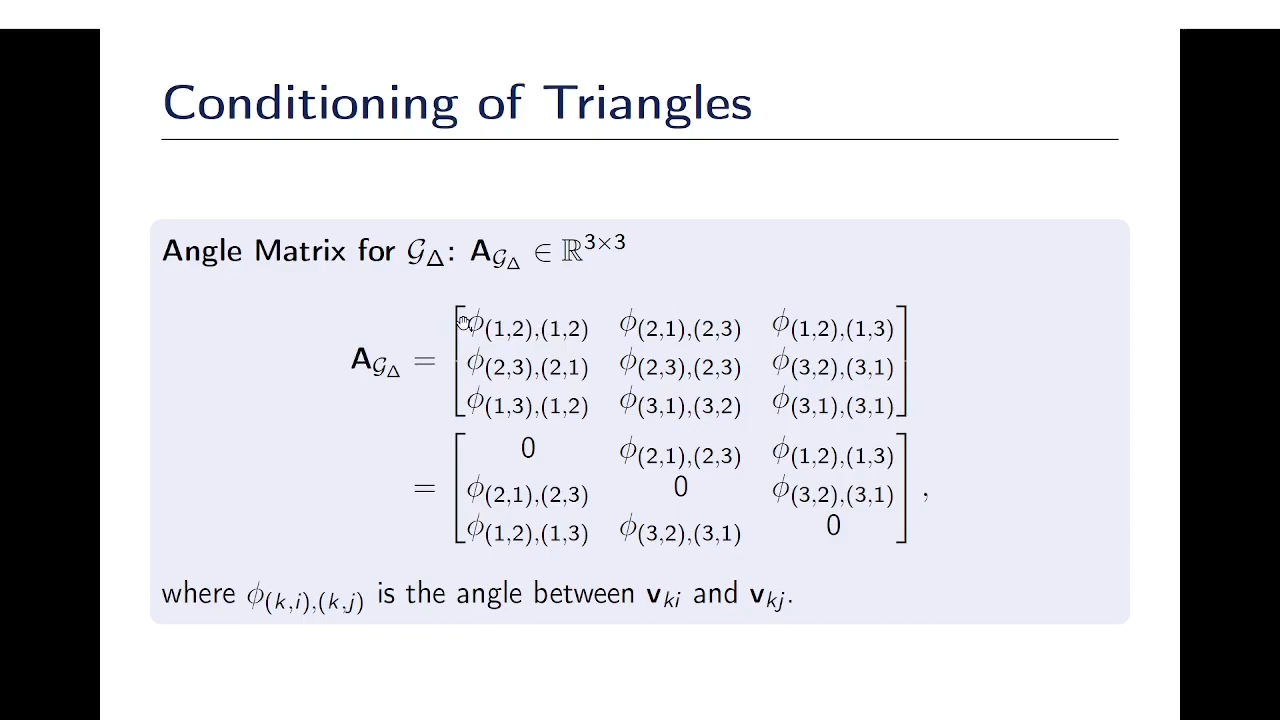 Conditioning of Triangles
Angle Matrix for 𝒢_Δ: A_𝒢_Δ ∈ ℝ^{3×3}
A_𝒢_Δ = [ϕ_(1,2),(1,2) ϕ_(2,1),(2,3) ϕ_(1,2),(1,3)
ϕ_(2,3),(2,1) ϕ_(2,3),(2,3) ϕ_(3,2),(3,1)
ϕ_(1,3),(1,2) ϕ_(3,1),(3,2) ϕ_(3,1),(3,1)]
= [0 ϕ_(2,1),(2,3) ϕ_(1,2),(1,3)
ϕ_(2,1),(2,3) 0 ϕ_(3,2),(3,1)
ϕ_(1,2),(1,3) ϕ_(3,2),(3,1) 0],
where ϕ_(k,i),(k,j) is the angle between v_ki and v_kj.